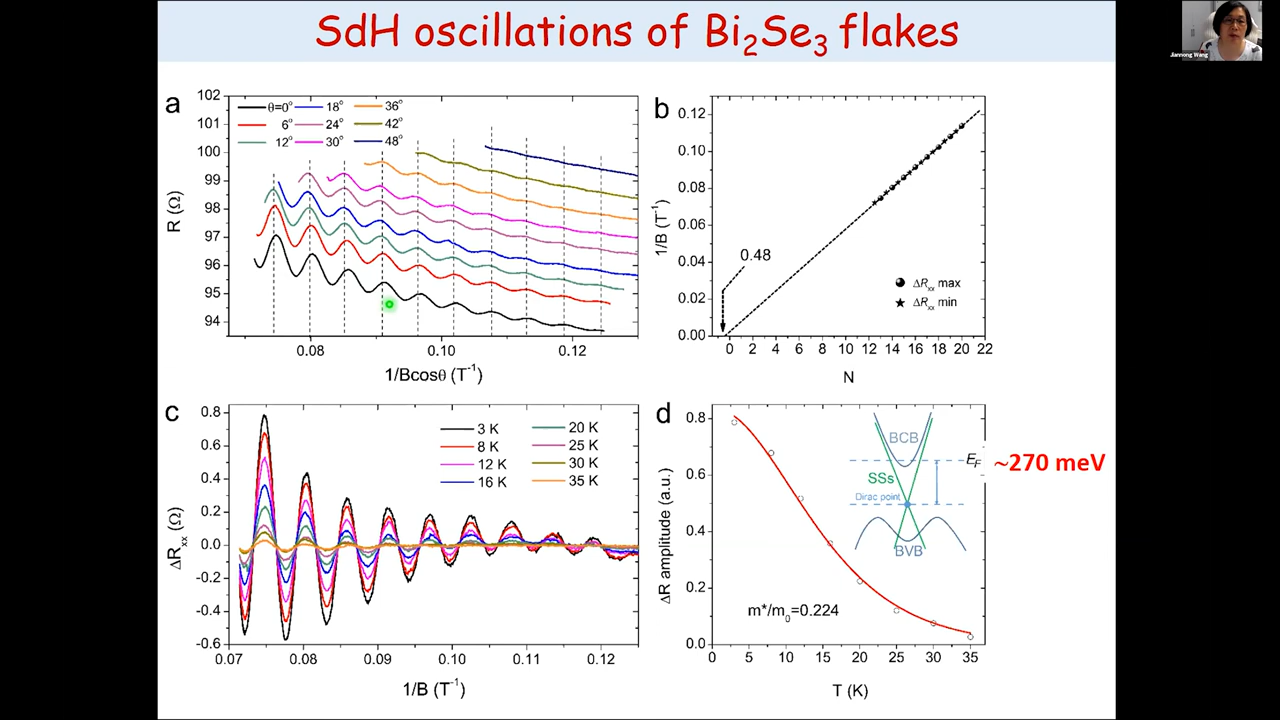 SdH oscillations of Bi₂Se₃ flakes
Jiannong Wang
a
102
101
100
99
98
97
96
95
94
R (Ω)
θ=0° 18° 36°
6° 24° 42°
12° 30° 48°
0.08 0.10 0.12
1/Bcosθ (T⁻¹)
b
0.12
0.10
0.08
0.06
0.04
0.02
0.00
1/B (T⁻¹)
0.48
ΔRxx max
ΔRxx min
0 2 4 6 8 10 12 14 16 18 20 22
N
c
0.8
0.6
0.4
0.2
0.0
-0.2
-0.4
-0.6
ΔRxx (Ω)
3 K 20 K
8 K 25 K
12 K 30 K
16 K 35 K
0.07 0.08 0.09 0.10 0.11 0.12
1/B (T⁻¹)
d
0.8
0.6
0.4
0.2
0.0
ΔR amplitude (a.u.)
BCB
EF ~270 meV
SSs
Dirac point
BVB
m*/m₀=0.224
0 5 10 15 20 25 30 35
T (K)